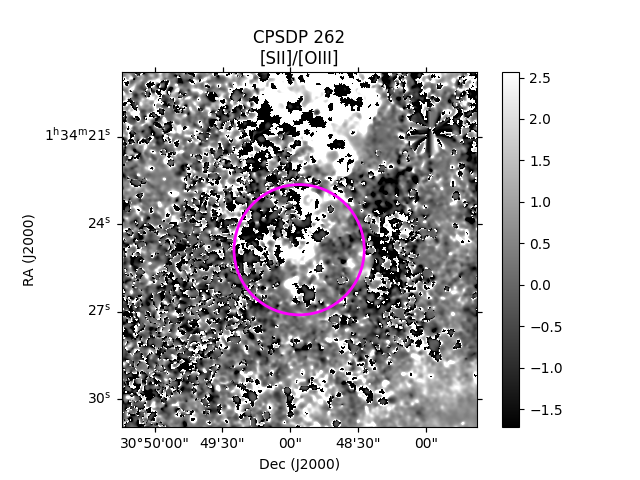 CPSDP 262
[SII]/[OIII]
1ʰ34ᵐ21ˢ
24ˢ
27ˢ
30ˢ
RA (J2000)
30°50'00" 49'30" 00" 48'30" 00"
Dec (J2000)
2.5
2.0
1.5
1.0
0.5
0.0
−0.5
−1.0
−1.5